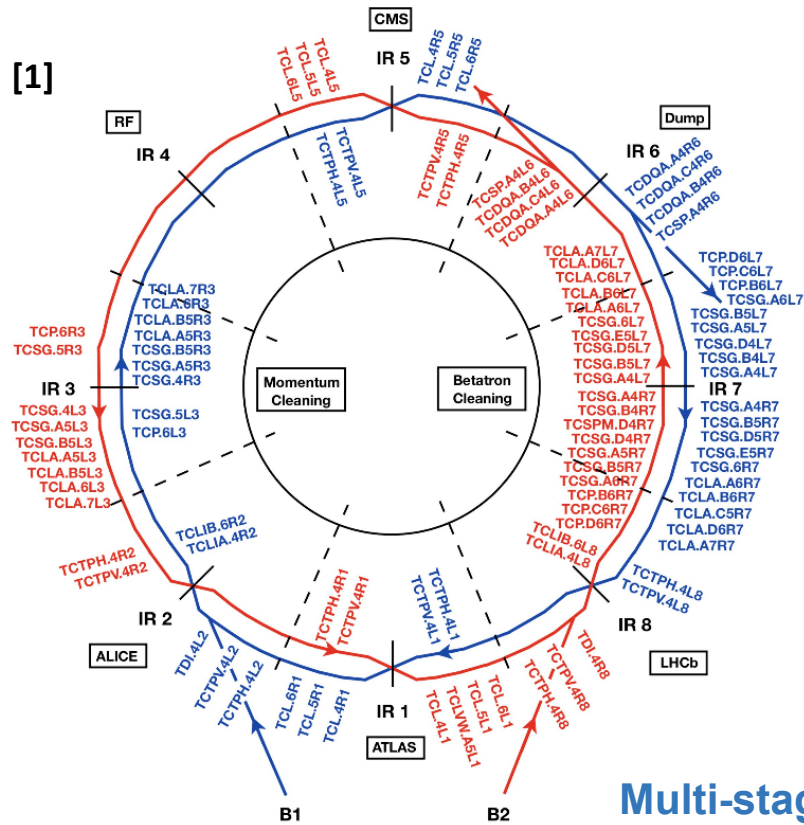 [1]
CMS
IR 5
TCL.6L5
TCL.5L5
TCL.4L5
TCL.4R5
TCL.5R5
TCL.6R5
TCTPH.4L5
TCTPV.4L5
TCTPV.4R5
TCTPH.4R5
RF
IR 4
Dump
IR 6
TCSP.A4L6
TCDQA.B4L6
TCDQA.C4L6
TCDQA.A4L6
TCDQA.A4R6
TCDQA.C4R6
TCDQA.B4R6
TCSP.A4R6
TCLA.A7L7
TCLA.D6L7
TCLA.C6L7
TCLA.B6L7
TCLA.A6L7
TCSG.6L7
TCSG.E5L7
TCSG.D5L7
TCSG.B5L7
TCSG.A4L7
TCSG.A4R7
TCSG.B4R7
TCSPM.D4R7
TCSG.D4R7
TCSG.A5R7
TCSG.B5R7
TCSG.A6R7
TCP.B6R7
TCP.C6R7
TCP.D6R7
TCP.D6L7
TCP.C6L7
TCP.B6L7
TCSG.A6L7
TCSG.B5L7
TCSG.A5L7
TCSG.D4L7
TCSG.B4L7
TCSG.A4L7
IR 7
TCSG.A4R7
TCSG.B5R7
TCSG.D5R7
TCSG.E5R7
TCSG.6R7
TCLA.A6R7
TCLA.B6R7
TCLA.C5R7
TCLA.D6R7
TCLA.A7R7
TCLA.7R3
TCLA.6R3
TCLA.B5R3
TCLA.A5R3
TCSG.B5R3
TCSG.A5R3
TCSG.4R3
TCP.6R3
TCSG.5R3
IR 3
Momentum
Cleaning
Betatron
Cleaning
TCSG.5L3
TCP.6L3
TCSG.4L3
TCSG.A5L3
TCSG.B5L3
TCLA.A5L3
TCLA.B5L3
TCLA.6L3
TCLA.7L3
TCLIB.6R2
TCLIA.4R2
TCTPH.4R2
TCTPV.4R2
IR 2
ALICE
TDI.4L2
TCTPV.4L2
TCTPH.4L2
TCTPH.4R1
TCTPV.4R1
TCL.6R1
TCL.5R1
TCL.4R1
IR 1
ATLAS
TCTPH.4L1
TCTPV.4L1
TCL.4L1
TCLVW.A5L1
TCL.5L1
TCL.6L1
TCLIB.6L8
TCLIA.4L8
TCTPH.4L8
TCTPV.4L8
IR 8
LHCb
TCTPH.4R8
TCTPV.4R8
TDI.4R8
B1
B2
Multi-stag